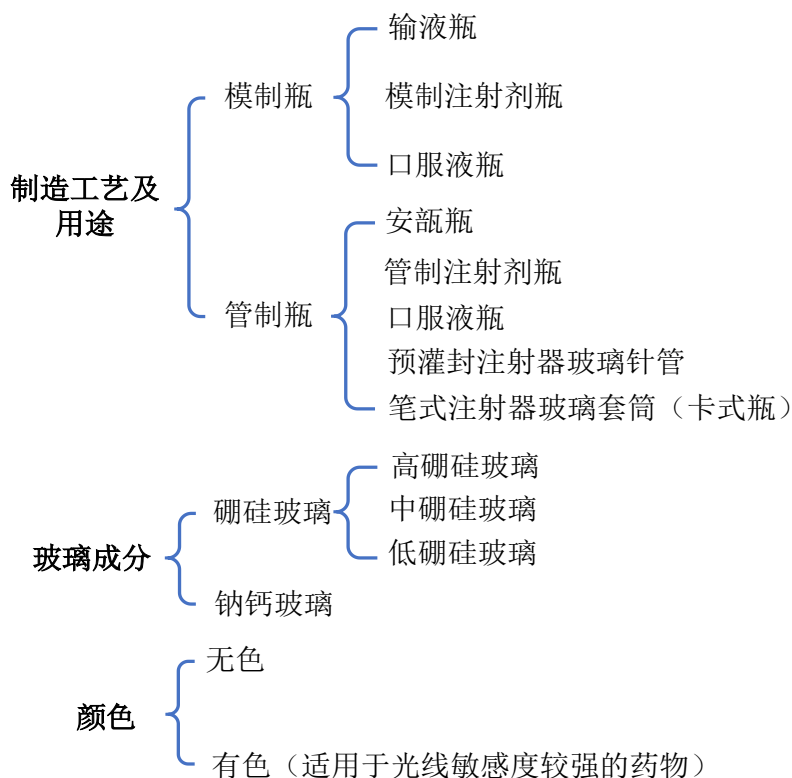 制造工艺及
用途
模制瓶
输液瓶
模制注射剂瓶
口服液瓶
管制瓶
安瓿瓶
管制注射剂瓶
口服液瓶
预灌封注射器玻璃针管
笔式注射器玻璃套筒（卡式瓶）
玻璃成分
硼硅玻璃
高硼硅玻璃
中硼硅玻璃
低硼硅玻璃
钠钙玻璃
颜色
无色
有色（适用于光线敏感度较强的药物）